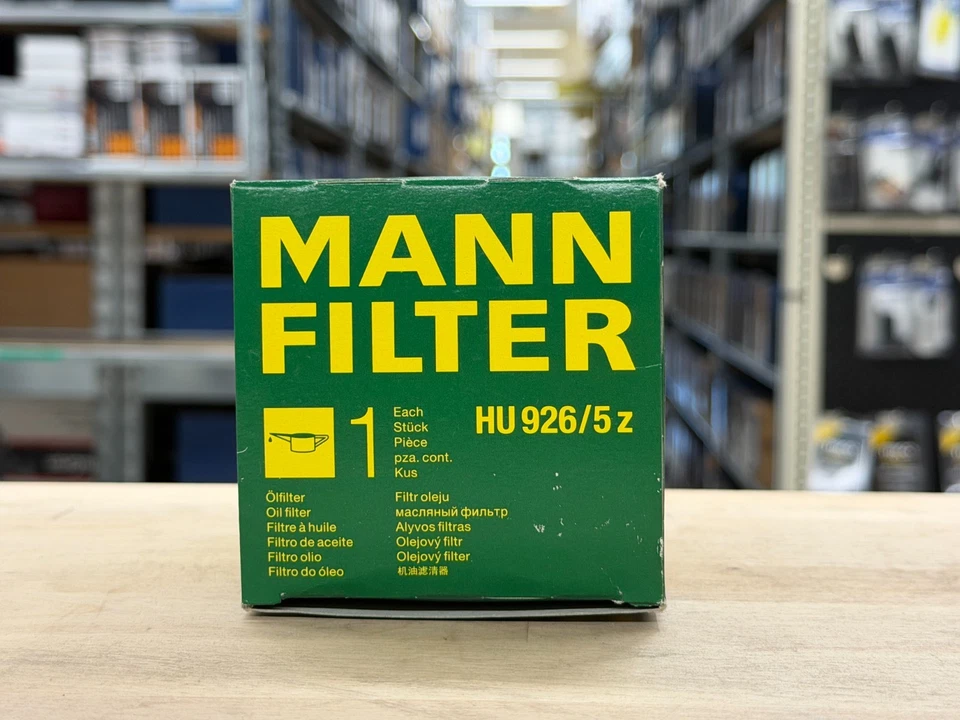 MANN
FILTER
1
Each
Stück
Pièce
pza. cont.
Kus
HU 926/5 z
Ölfilter
Oil filter
Filtre à huile
Filtro de aceite
Filtro olio
Filtro do óleo
Filtr oleju
масляный фильтр
Alyvos filtras
Olejový filtr
Olejový filter
机油滤清器